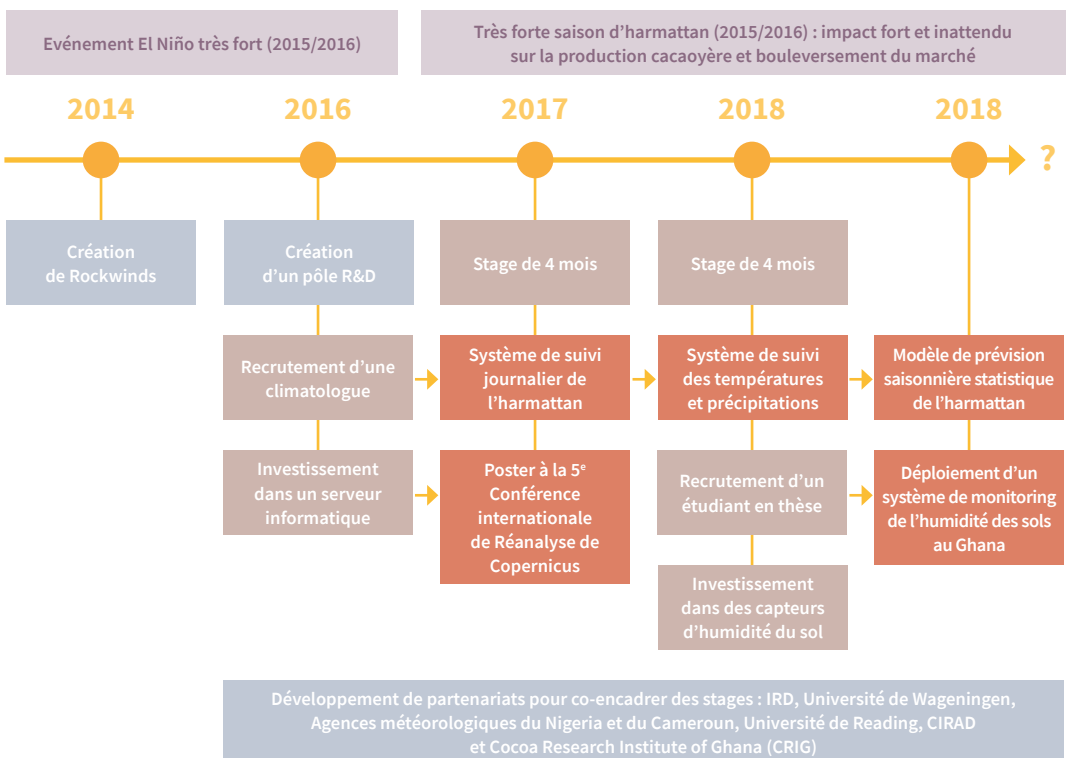 Evénement El Niño très fort (2015/2016)
Très forte saison d’harmattan (2015/2016) : impact fort et inattendu
sur la production cacaoyère et bouleversement du marché
2014
2016
2017
2018
2018
?
Création
de Rockwinds
Création
d’un pôle R&D
Stage de 4 mois
Stage de 4 mois
Recrutement d’une
climatologue
Système de suivi
journalier de
l’harmattan
Système de suivi
des températures
et précipitations
Modèle de prévision
saisonnière statistique
de l’harmattan
Investissement
dans un serveur
informatique
Poster à la 5e
Conférence
internationale
de Réanalyse de
Copernicus
Recrutement d’un
étudiant en thèse
Déploiement d’un
système de monitoring
de l’humidité des sols
au Ghana
Investissement
dans des capteurs
d’humidité du sol
Développement de partenariats pour co-encadrer des stages : IRD, Université de Wageningen,
Agences météorologiques du Nigeria et du Cameroun, Université de Reading, CIRAD
et Cocoa Research Institute of Ghana (CRIG)